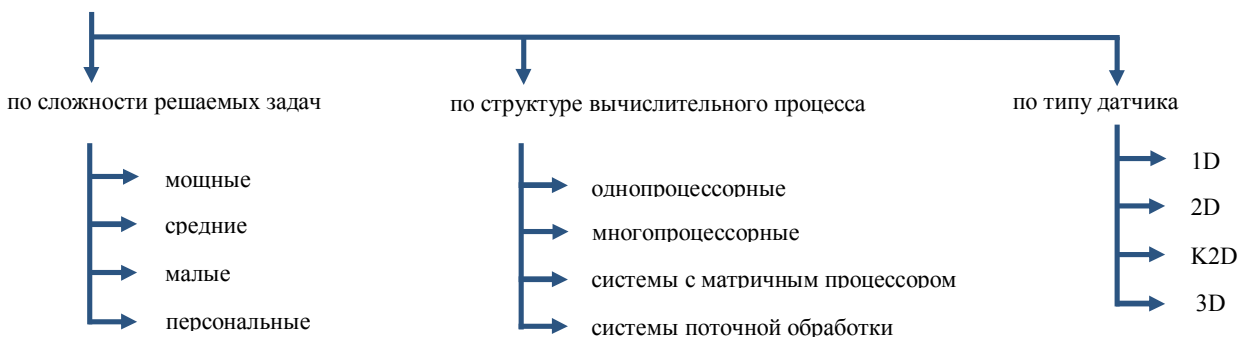 по сложности решаемых задач
мощные
средние
малые
персональные
по структуре вычислительного процесса
однопроцессорные
многопроцессорные
системы с матричным процессором
системы поточной обработки
по типу датчика
1D
2D
K2D
3D